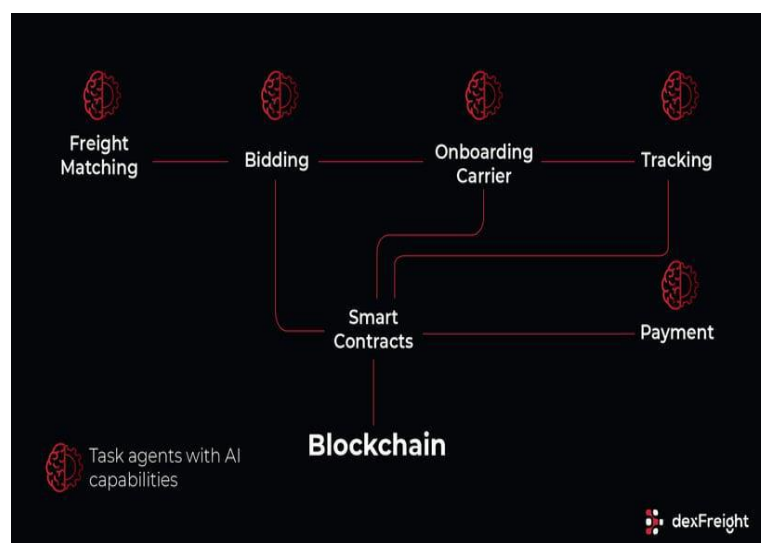 Freight
Matching
Bidding
Onboarding
Carrier
Tracking
Smart
Contracts
Payment
Blockchain
Task agents with AI
capabilities
dexFreight